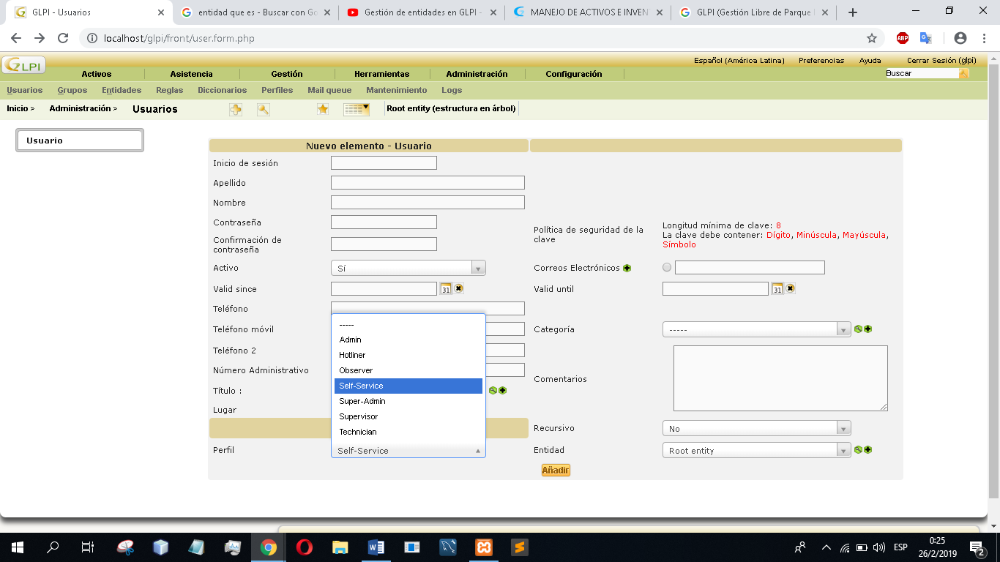 GLPI - Usuarios
entidad que es - Buscar con Go
Gestión de entidades en GLPI -
MANEJO DE ACTIVOS E INVEN
GLPI (Gestión Libre de Parque
localhost/glpi/front/user.form.php
ABP
GLPI
Español (América Latina) Preferencias Ayuda Cerrar Sesión (glpi)
Activos Asistencia Gestión Herramientas Administración Configuración
Buscar
Usuarios Grupos Entidades Reglas Diccionarios Perfiles Mail queue Mantenimiento Logs
Inicio > Administración > Usuarios
Root entity (estructura en árbol)
Usuario
Nuevo elemento - Usuario
Inicio de sesión
Apellido
Nombre
Contraseña
Política de seguridad de la clave
Longitud mínima de clave: 8
La clave debe contener: Dígito, Minúscula, Mayúscula,
Símbolo
Confirmación de
contraseña
Activo Sí
Correos Electrónicos
Valid since 31
Valid until 31
Teléfono
Teléfono móvil
Categoría -----
Teléfono 2
Número Administrativo
Comentarios
Título :
Lugar
-----
Admin
Hotliner
Observer
Self-Service
Super-Admin
Supervisor
Technician
Recursivo No
Perfil Self-Service
Entidad Root entity
Añadir
ESP
0:25
26/2/2019
2